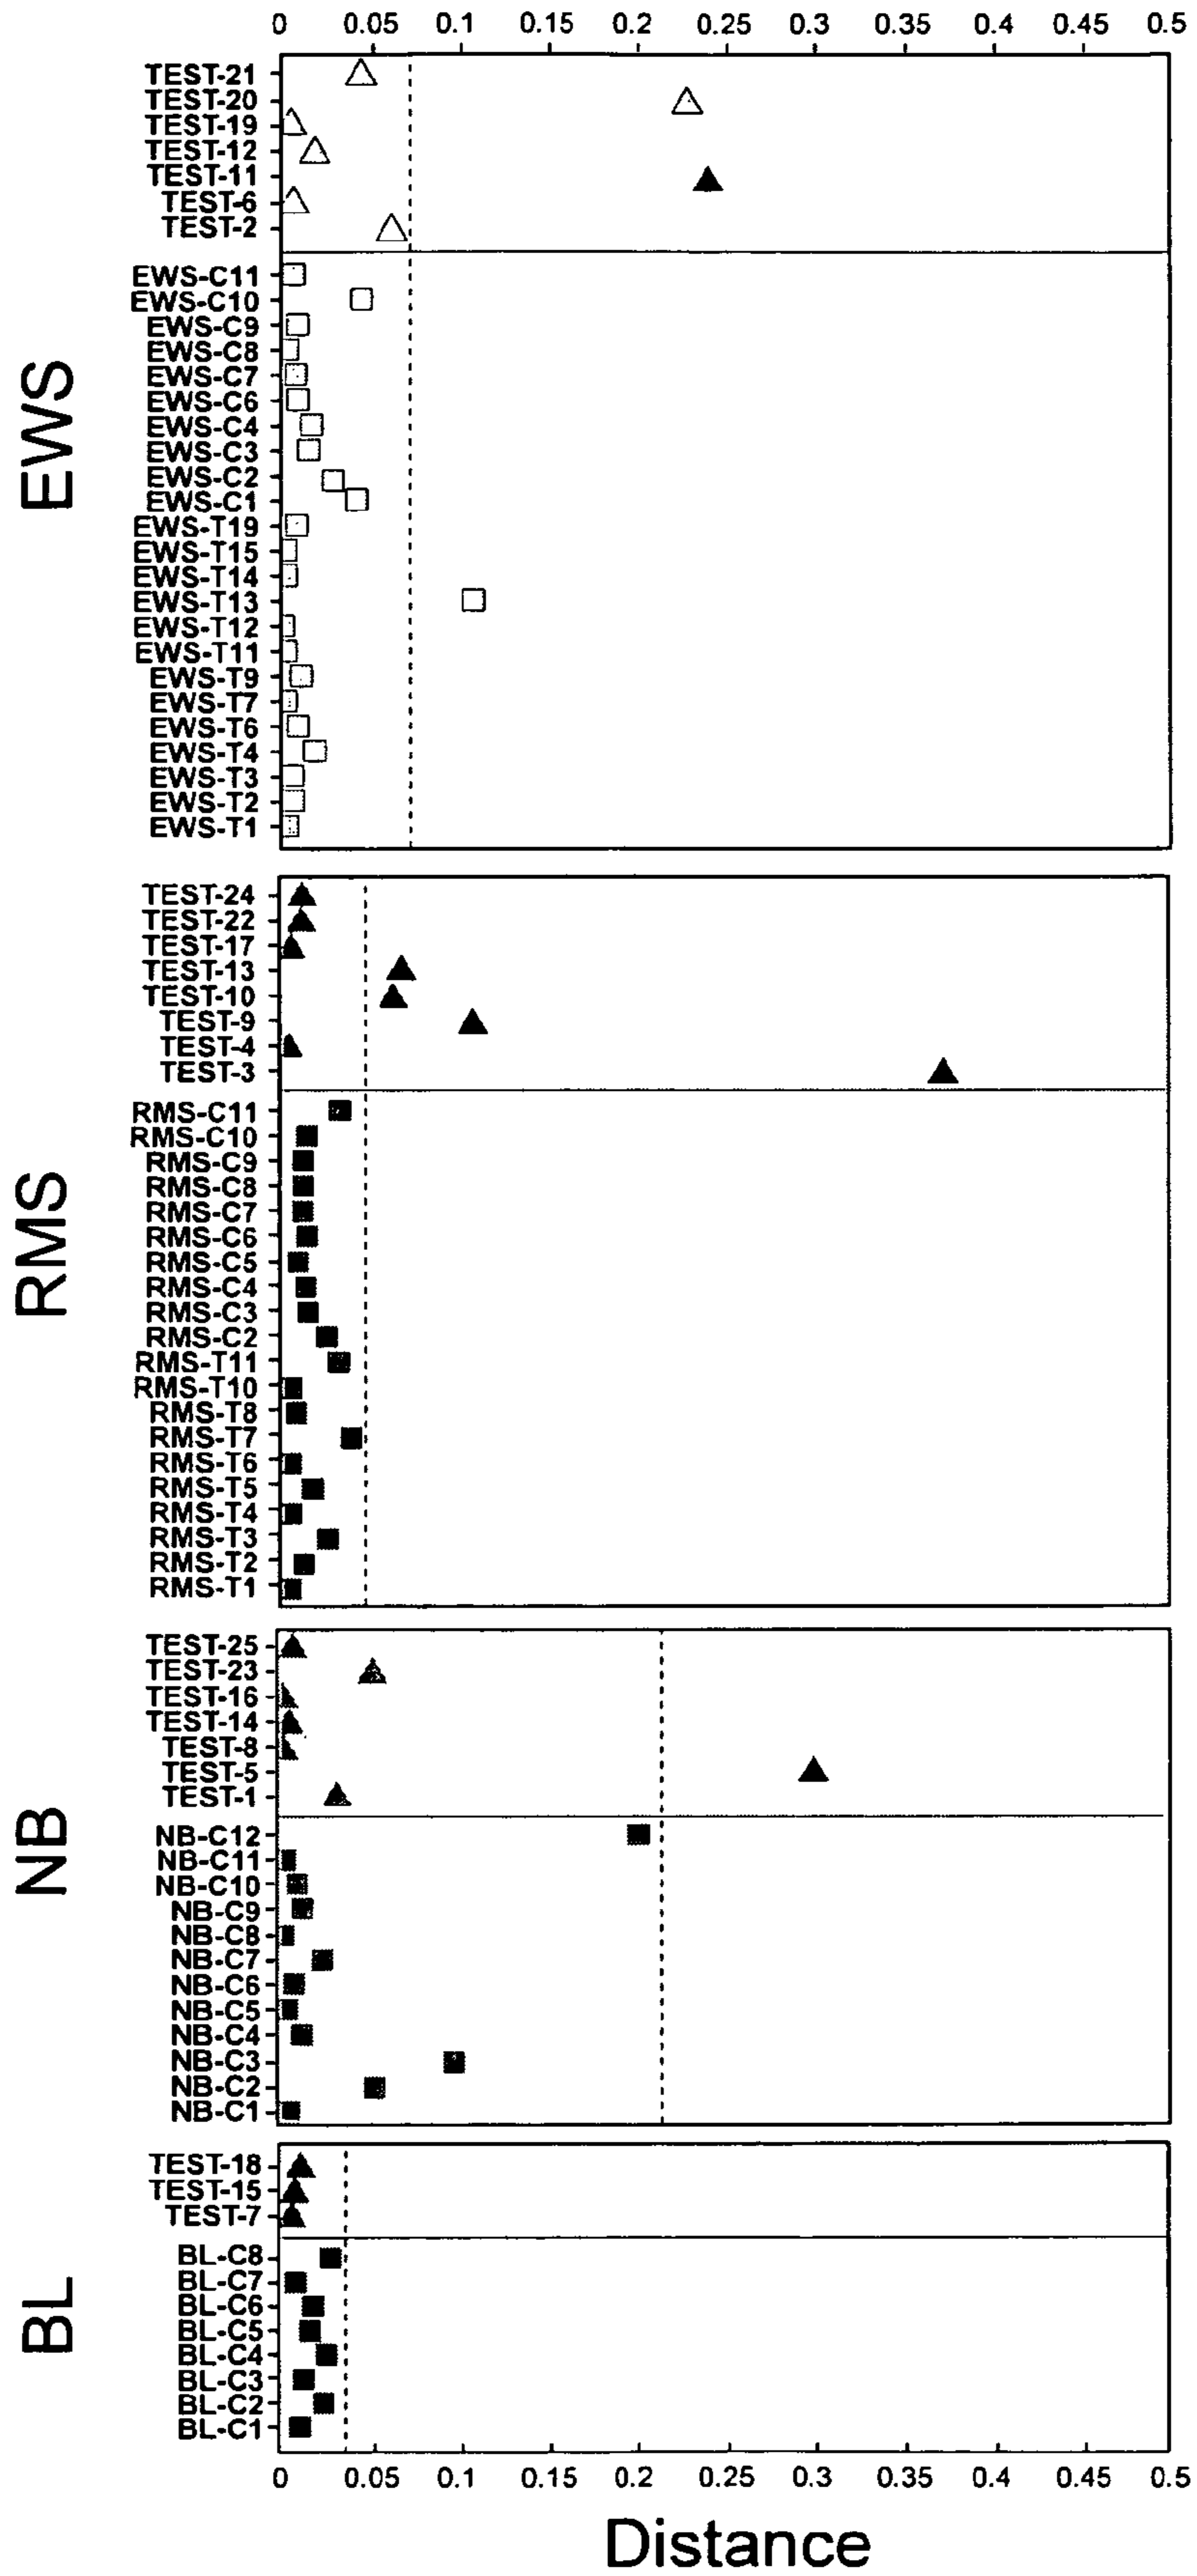 0 0.05 0.1 0.15 0.2 0.25 0.3 0.35 0.4 0.45 0.5
EWS
TEST-21
TEST-20
TEST-19
TEST-12
TEST-11
TEST-6
TEST-2
EWS-C11
EWS-C10
EWS-C9
EWS-C8
EWS-C7
EWS-C6
EWS-C4
EWS-C3
EWS-C2
EWS-C1
EWS-T19
EWS-T15
EWS-T14
EWS-T13
EWS-T12
EWS-T11
EWS-T9
EWS-T7
EWS-T6
EWS-T4
EWS-T3
EWS-T2
EWS-T1
RMS
TEST-24
TEST-22
TEST-17
TEST-13
TEST-10
TEST-9
TEST-4
TEST-3
RMS-C11
RMS-C10
RMS-C9
RMS-C8
RMS-C7
RMS-C6
RMS-C5
RMS-C4
RMS-C3
RMS-C2
RMS-T11
RMS-T10
RMS-T8
RMS-T7
RMS-T6
RMS-T5
RMS-T4
RMS-T3
RMS-T2
RMS-T1
NB
TEST-25
TEST-23
TEST-16
TEST-14
TEST-8
TEST-5
TEST-1
NB-C12
NB-C11
NB-C10
NB-C9
NB-C8
NB-C7
NB-C6
NB-C5
NB-C4
NB-C3
NB-C2
NB-C1
BL
TEST-18
TEST-15
TEST-7
BL-C8
BL-C7
BL-C6
BL-C5
BL-C4
BL-C3
BL-C2
BL-C1
0 0.05 0.1 0.15 0.2 0.25 0.3 0.35 0.4 0.45 0.5
Distance